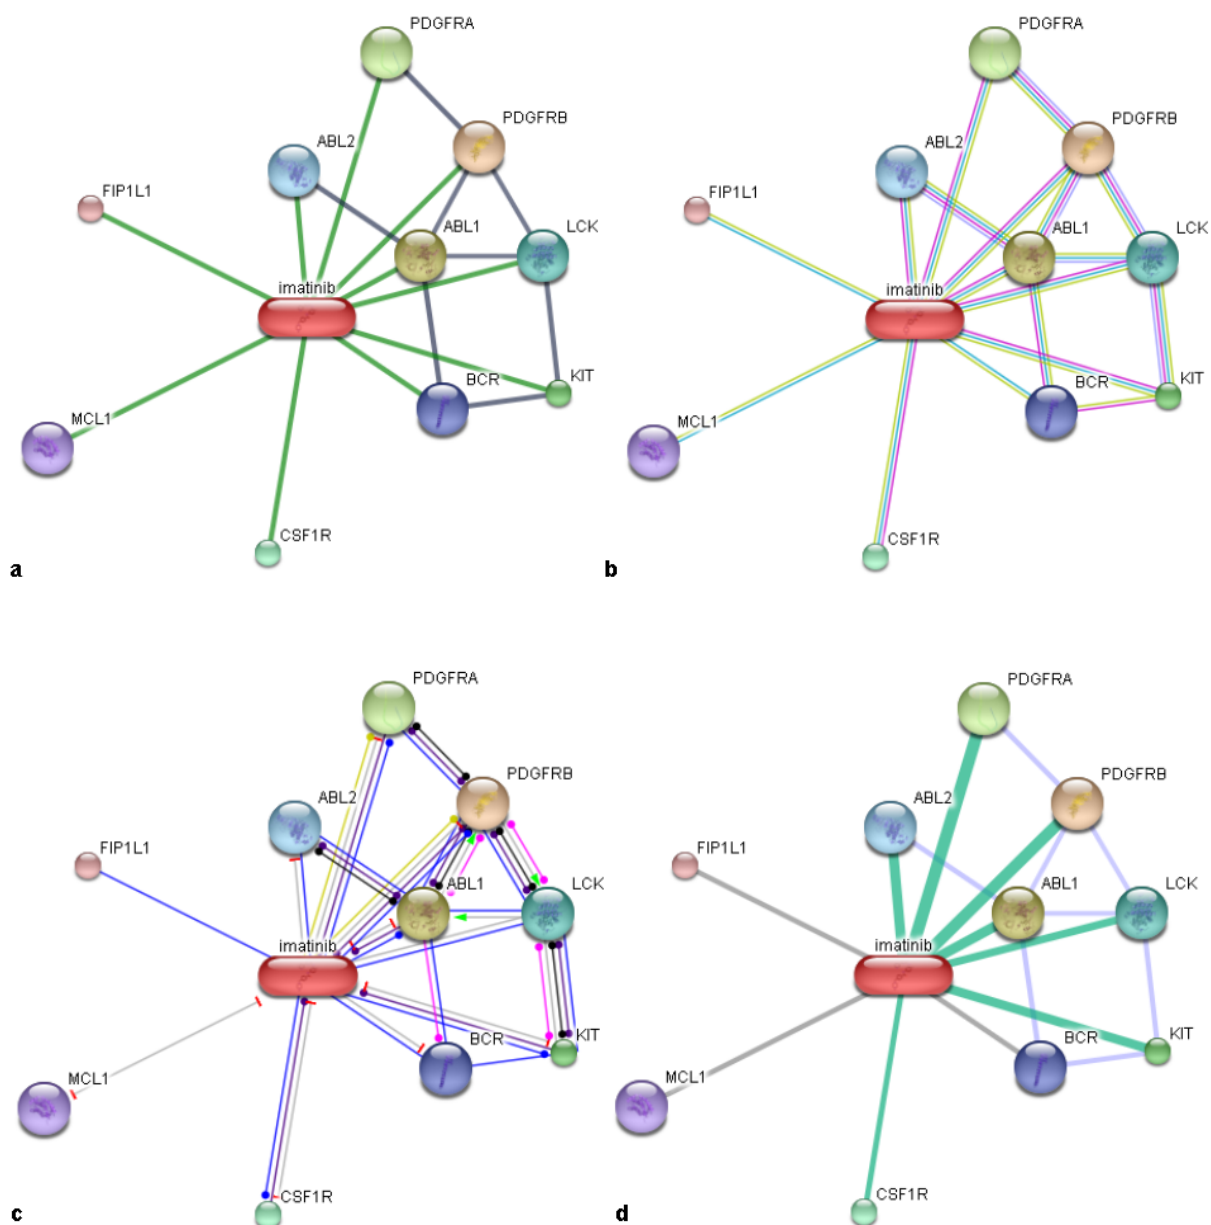 PDGFRA
PDGFRB
ABL2
FIP1L1
ABL1
LCK
imatinib
BCR
KIT
MCL1
CSF1R
a
PDGFRA
PDGFRB
ABL2
FIP1L1
ABL1
LCK
imatinib
BCR
KIT
MCL1
CSF1R
b
PDGFRA
PDGFRB
ABL2
FIP1L1
ABL1
LCK
imatinib
BCR
KIT
MCL1
CSF1R
c
PDGFRA
PDGFRB
ABL2
FIP1L1
ABL1
LCK
imatinib
BCR
KIT
MCL1
CSF1R
d